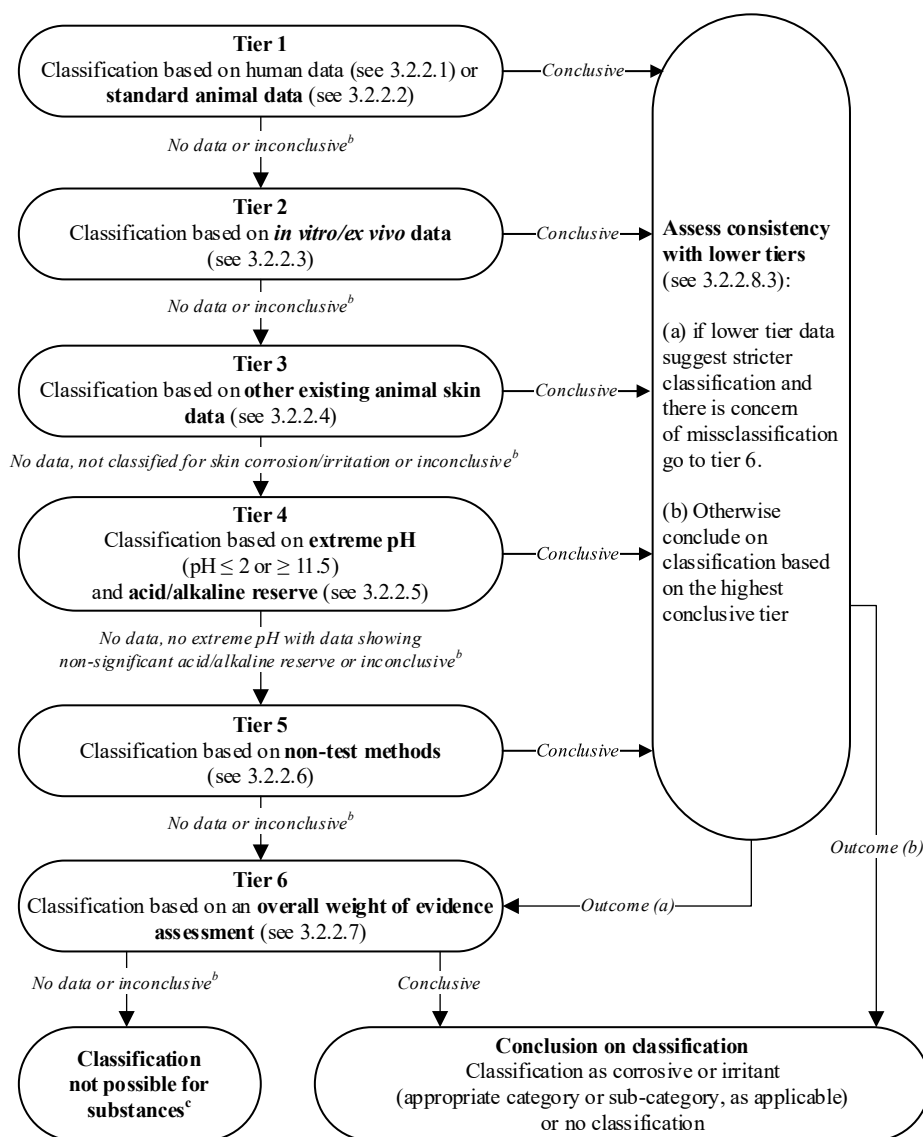 Tier 1
Classification based on human data (see 3.2.2.1) or
standard animal data (see 3.2.2.2)
Conclusive
No data or inconclusiveᵇ
Tier 2
Classification based on in vitro/ex vivo data
(see 3.2.2.3)
Conclusive
No data or inconclusiveᵇ
Tier 3
Classification based on other existing animal skin
data (see 3.2.2.4)
Conclusive
No data, not classified for skin corrosion/irritation or inconclusiveᵇ
Tier 4
Classification based on extreme pH
(pH ≤ 2 or ≥ 11.5)
and acid/alkaline reserve (see 3.2.2.5)
Conclusive
No data, no extreme pH with data showing
non-significant acid/alkaline reserve or inconclusiveᵇ
Tier 5
Classification based on non-test methods
(see 3.2.2.6)
Conclusive
No data or inconclusiveᵇ
Assess consistency
with lower tiers
(see 3.2.2.8.3):
(a) if lower tier data
suggest stricter
classification and
there is concern
of missclassification
go to tier 6.
(b) Otherwise
conclude on
classification based
on the highest
conclusive tier
Outcome (b)
Tier 6
Classification based on an overall weight of evidence
assessment (see 3.2.2.7)
Outcome (a)
No data or inconclusiveᵇ
Conclusive
Classification
not possible for
substancesᶜ
Conclusion on classification
Classification as corrosive or irritant
(appropriate category or sub-category, as applicable)
or no classification